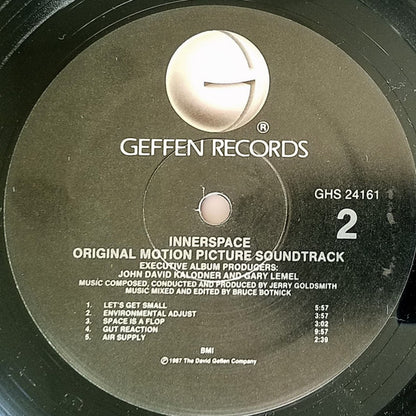 ®
GEFFEN RECORDS
GHS 24161
2
INNERSPACE
ORIGINAL MOTION PICTURE SOUNDTRACK
EXECUTIVE ALBUM PRODUCERS:
JOHN DAVID KALODNER AND GARY LEMEL
MUSIC COMPOSED, CONDUCTED AND PRODUCED BY JERRY GOLDSMITH
MUSIC MIXED AND EDITED BY BRUCE BOTNICK
1. LET'S GET SMALL 5:57
2. ENVIRONMENTAL ADJUST 3:57
3. SPACE IS A FLOP 3:02
4. GUT REACTION 9:57
5. AIR SUPPLY 2:39
BMI
℗ 1987 The David Geffen Company